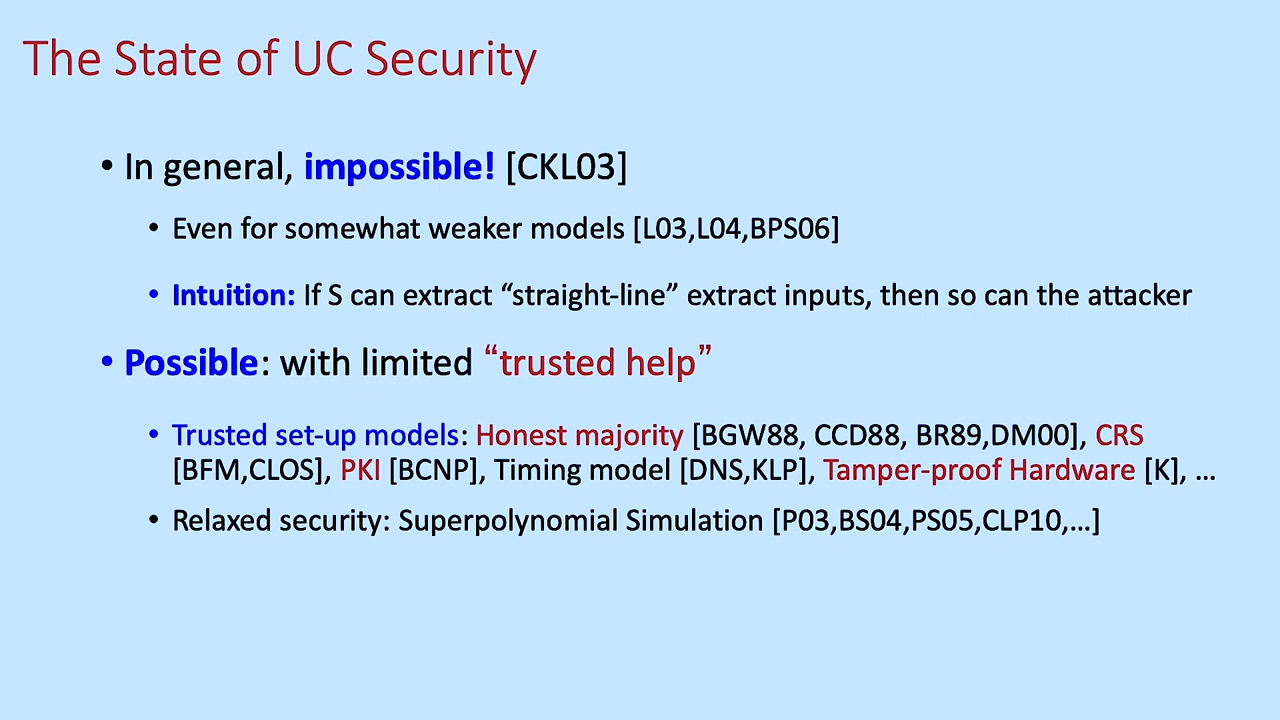 The State of UC Security
• In general, impossible! [CKL03]
• Even for somewhat weaker models [L03,L04,BPS06]
• Intuition: If S can extract “straight-line” extract inputs, then so can the attacker
• Possible: with limited “trusted help”
• Trusted set-up models: Honest majority [BGW88, CCD88, BR89,DM00], CRS
[BFM,CLOS], PKI [BCNP], Timing model [DNS,KLP], Tamper-proof Hardware [K], …
• Relaxed security: Superpolynomial Simulation [P03,BS04,PS05,CLP10,…]